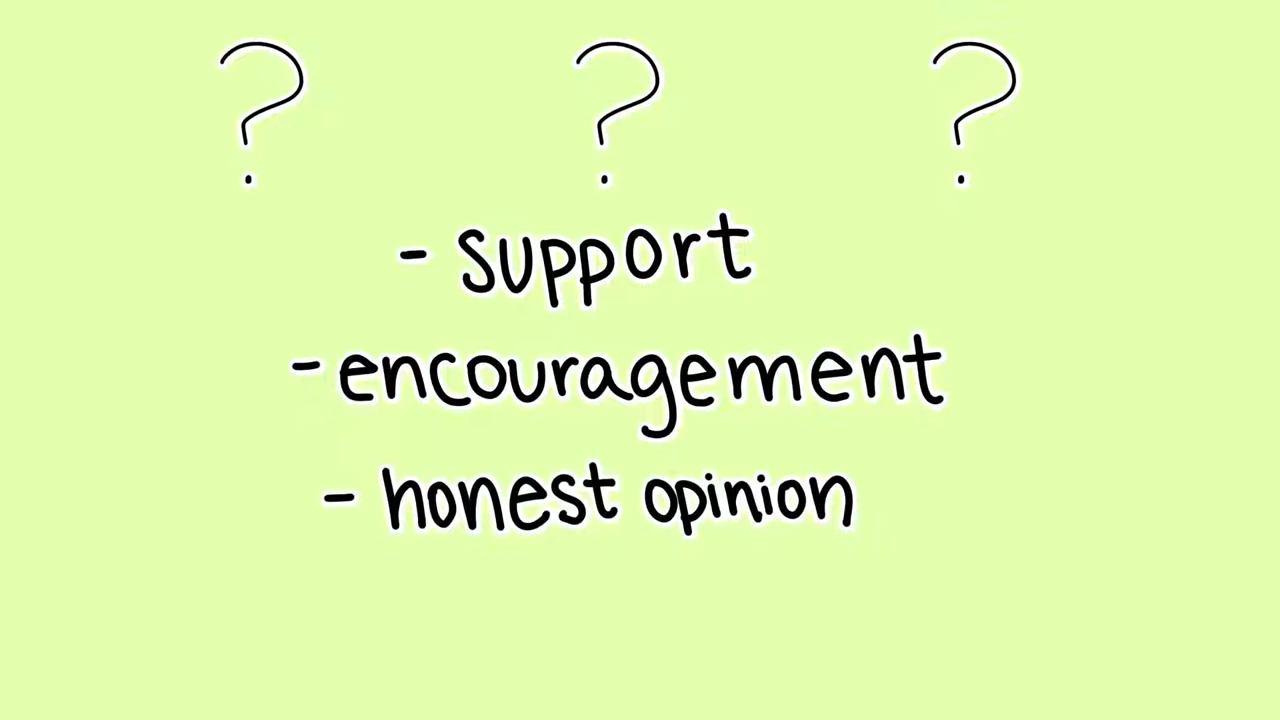 ? ? ?
- support
- encouragement
- honest opinion